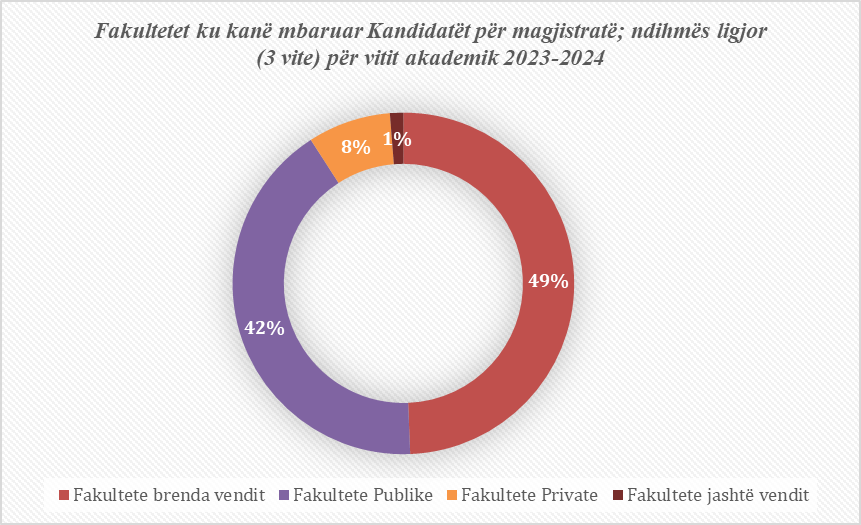 Fakultetet ku kanë mbaruar Kandidatët për magjistratë; ndihmës ligjor
(3 vite) për vitit akademik 2023-2024
1%
8%
49%
42%
Fakultete brenda vendit Fakultete Publike Fakultete Private Fakultete jashtë vendit